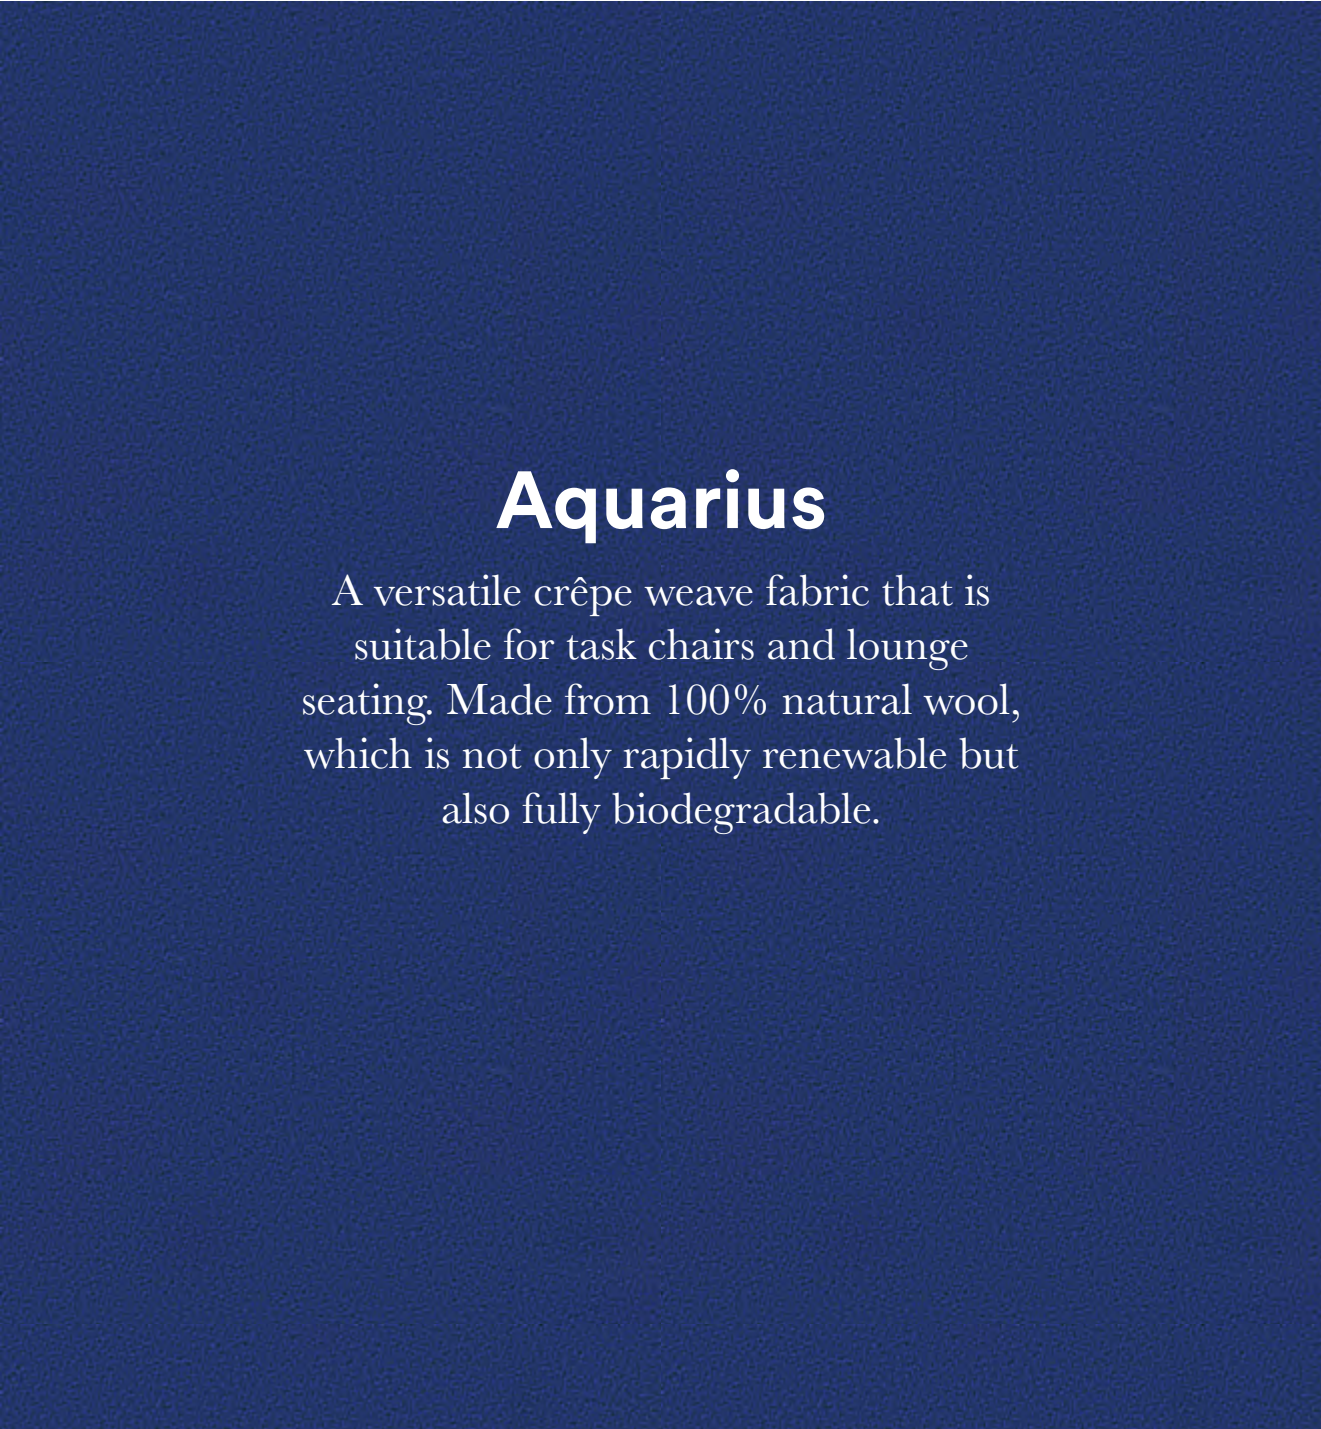 Aquarius
A versatile crêpe weave fabric that is
suitable for task chairs and lounge
seating. Made from 100% natural wool,
which is not only rapidly renewable but
also fully biodegradable.